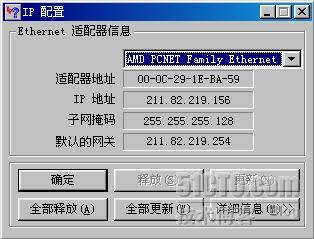 IP 配置
Ethernet 适配器信息
AMD PCNET Family Ethernet
适配器地址 00-0C-29-1E-BA-59
IP 地址 211.82.219.156
子网掩码 255.255.255.128
默认的网关 211.82.219.254
确定 释放(S) 更新(N)
全部释放(A) 全部更新(W) 详细信息(M)>>
51CTO.com
技术博客 Blog